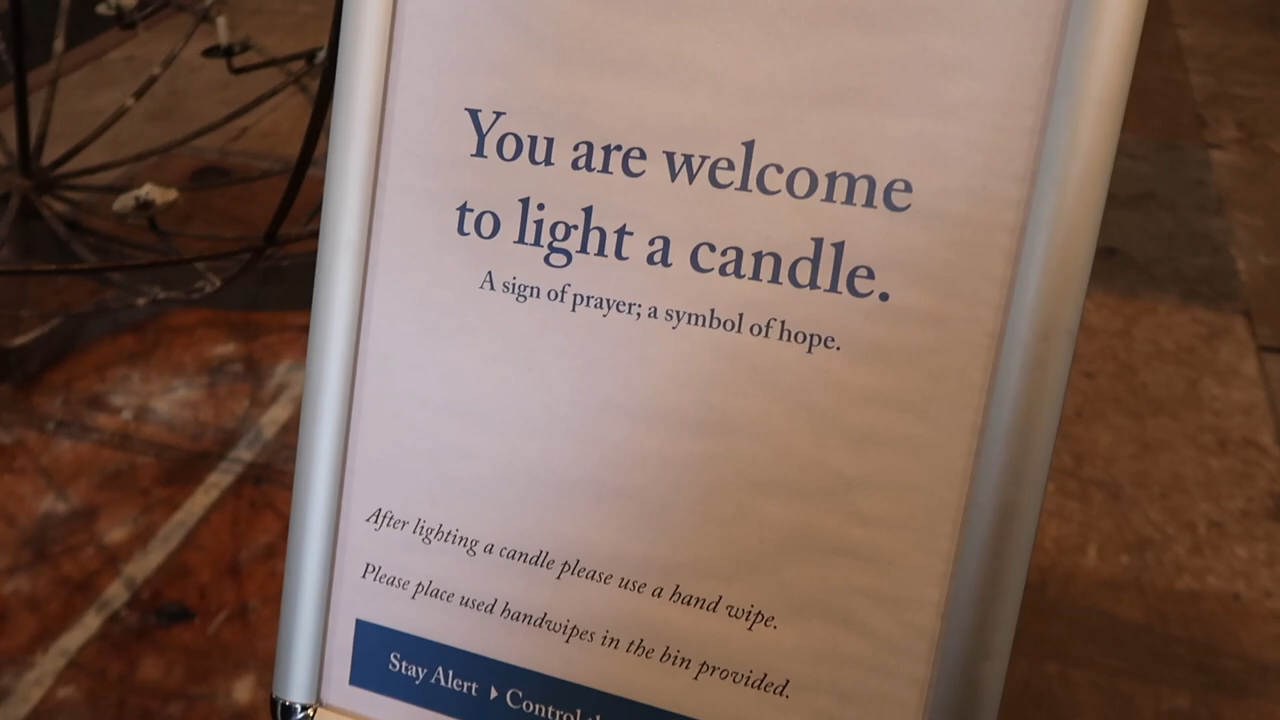 You are welcome
to light a candle.
A sign of prayer; a symbol of hope.
After lighting a candle please use a hand wipe.
Please place used handwipes in the bin provided.
Stay Alert ▸ Control